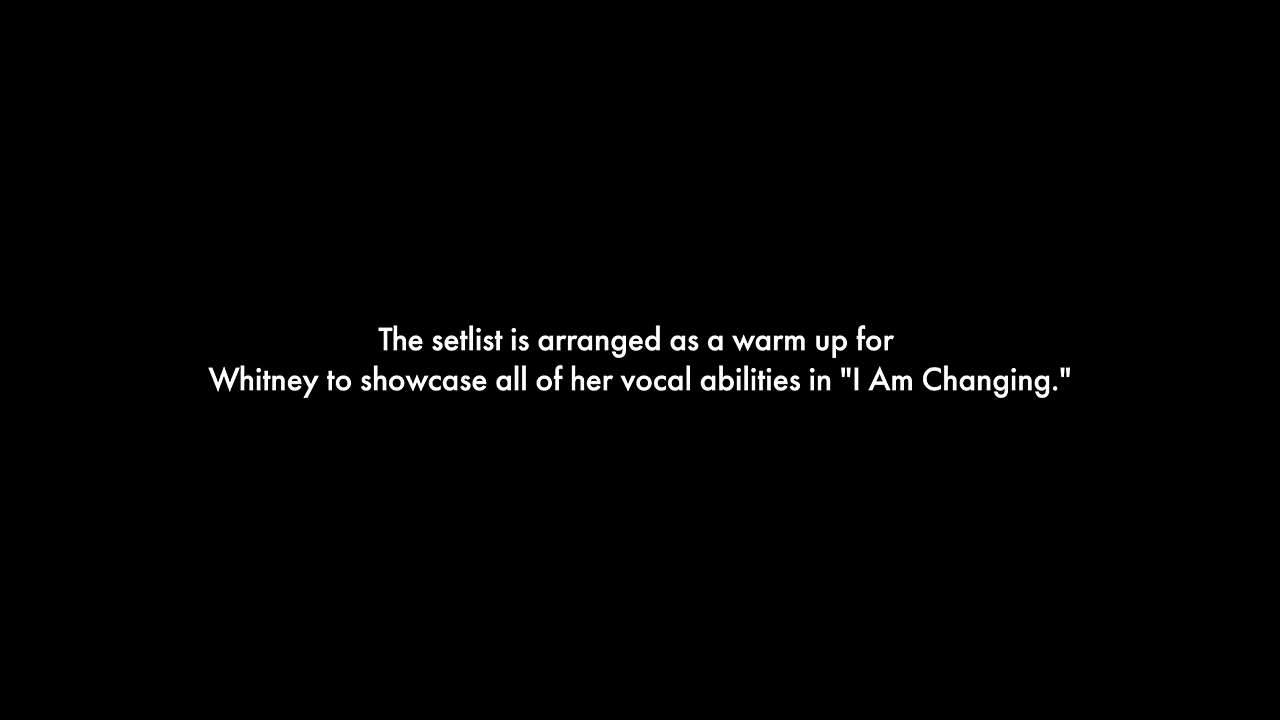 The setlist is arranged as a warm up for
Whitney to showcase all of her vocal abilities in "I Am Changing."